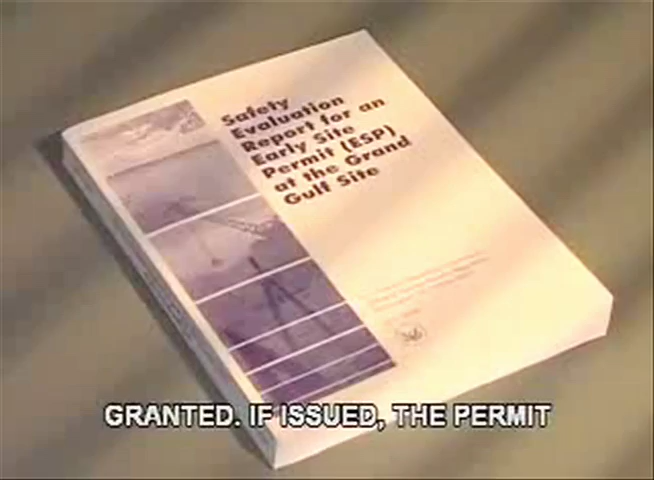 Safety
Evaluation
Report for an
Early Site
Permit (ESP)
at the Grand
Gulf Site
GRANTED. IF ISSUED, THE PERMIT